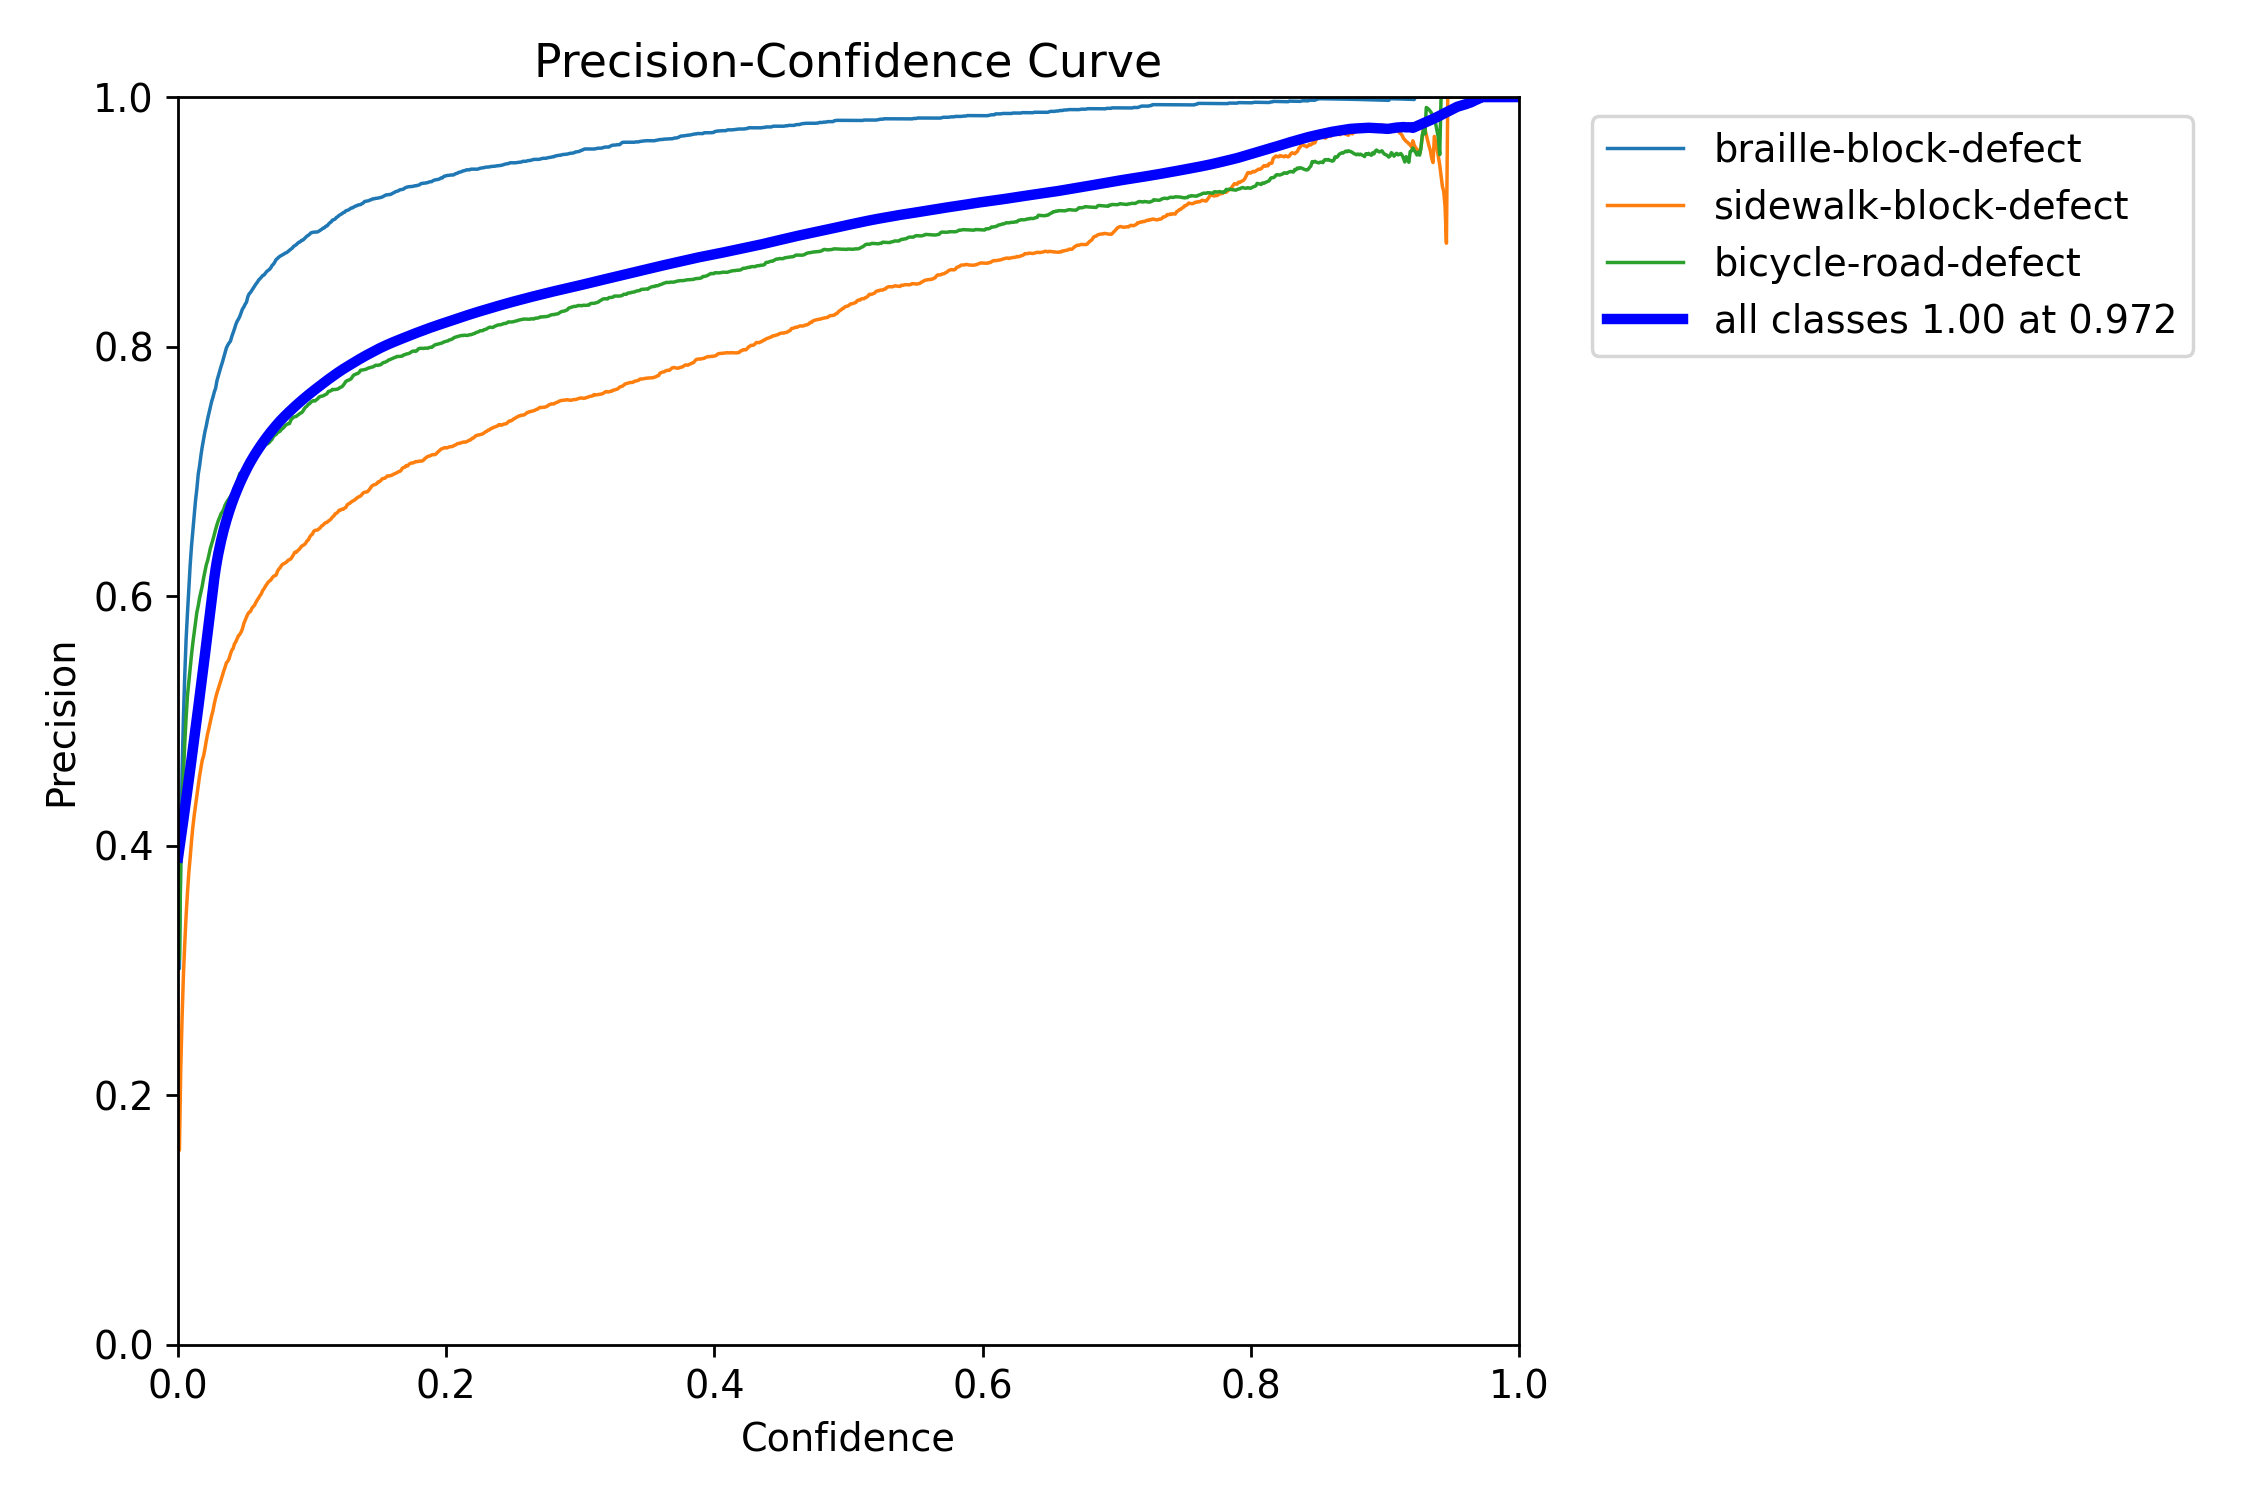 Precision-Confidence Curve
1.0
0.8
0.6
0.4
0.2
0.0
Precision
0.0 0.2 0.4 0.6 0.8 1.0
Confidence
braille-block-defect
sidewalk-block-defect
bicycle-road-defect
all classes 1.00 at 0.972